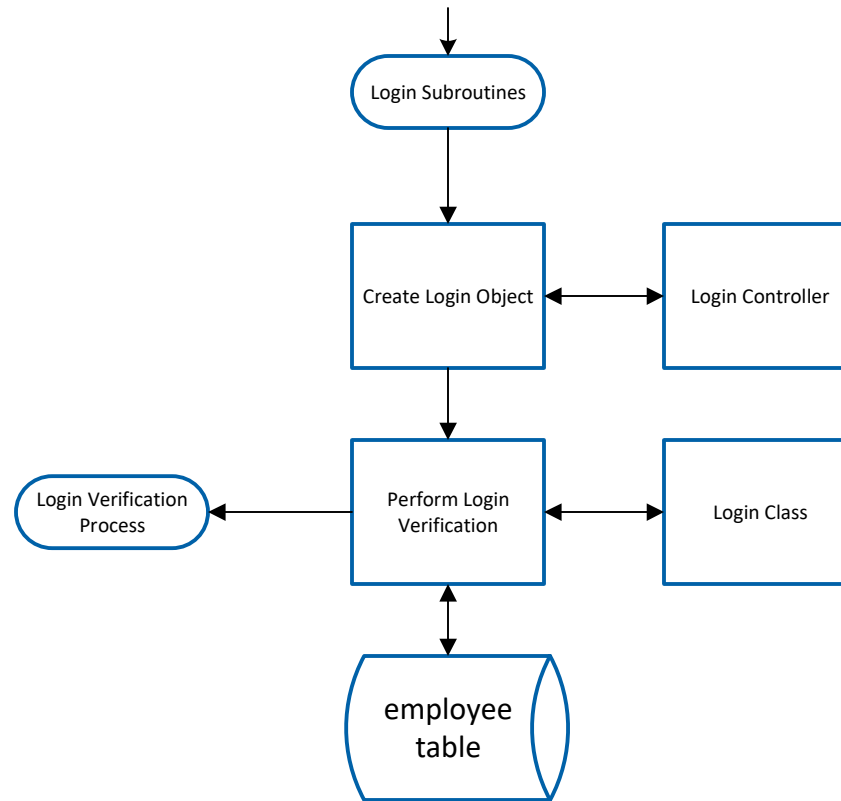 Login Subroutines
Create Login Object
Login Controller
Login Verification
Process
Perform Login
Verification
Login Class
employee
table